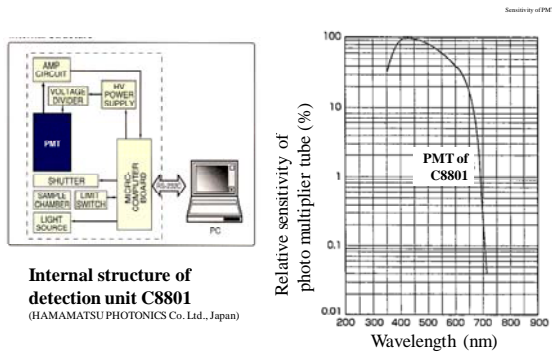 Sensitivity of PM
Internal structure
AMP
CIRCUIT
VOLTAGE
DIVIDER
HV
POWER
SUPPLY
PMT
SHUTTER
SAMPLE
CHAMBER
LIMIT
SWITCH
LIGHT
SOURCE
MICRO-
COMPUTER
BOARD
RS-232C
PC
Internal structure of
detection unit C8801
(HAMAMATSU PHOTONICS Co. Ltd., Japan)
Relative sensitivity of
photo multiplier tube (%)
100
10
1
0.1
0.01
PMT of
C8801
200 300 400 500 600 700 800 900
Wavelength (nm)